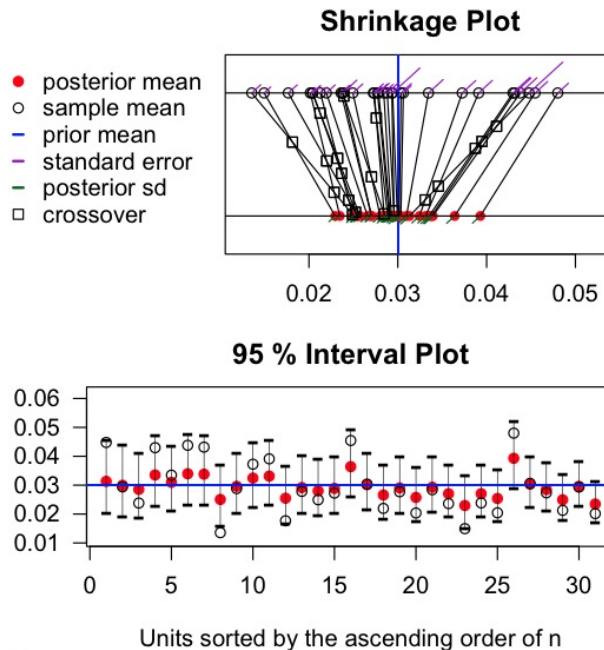 Shrinkage Plot
posterior mean
sample mean
prior mean
standard error
posterior sd
crossover
0.02 0.03 0.04 0.05
95 % Interval Plot
0.06
0.05
0.04
0.03
0.02
0.01
0 5 10 15 20 25 30
Units sorted by the ascending order of n